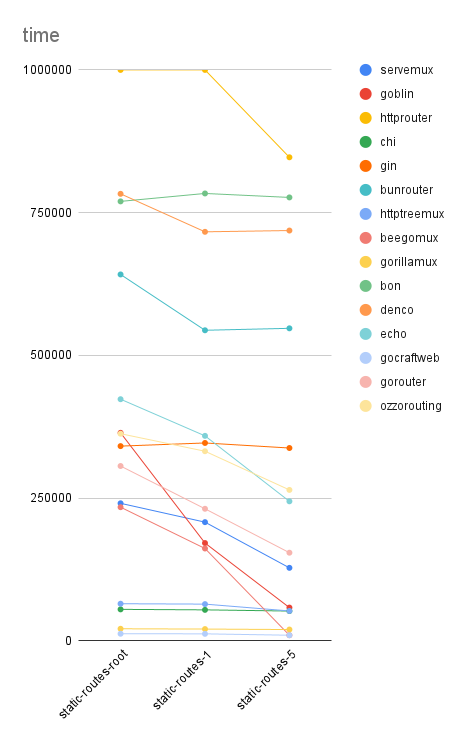 time
1000000
750000
500000
250000
0
static-routes-root
static-routes-1
static-routes-5
servemux
goblin
httprouter
chi
gin
bunrouter
httptreemux
beegomux
gorillamux
bon
denco
echo
gocraftweb
gorouter
ozzorouting